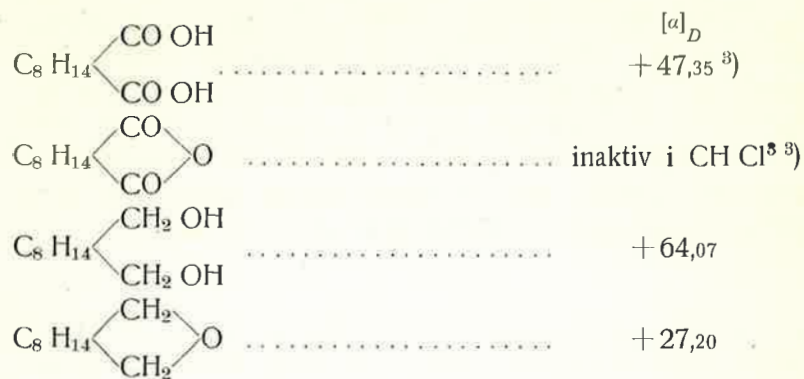 [α]D
CO OH
C8 H14 ........................ +47,35 3)
CO OH
CO
C8 H14 O ........................ inaktiv i CH Cl3 3)
CO
CH2 OH
C8 H14 ........................ +64,07
CH2 OH
CH2
C8 H14 O ........................ +27,20
CH2